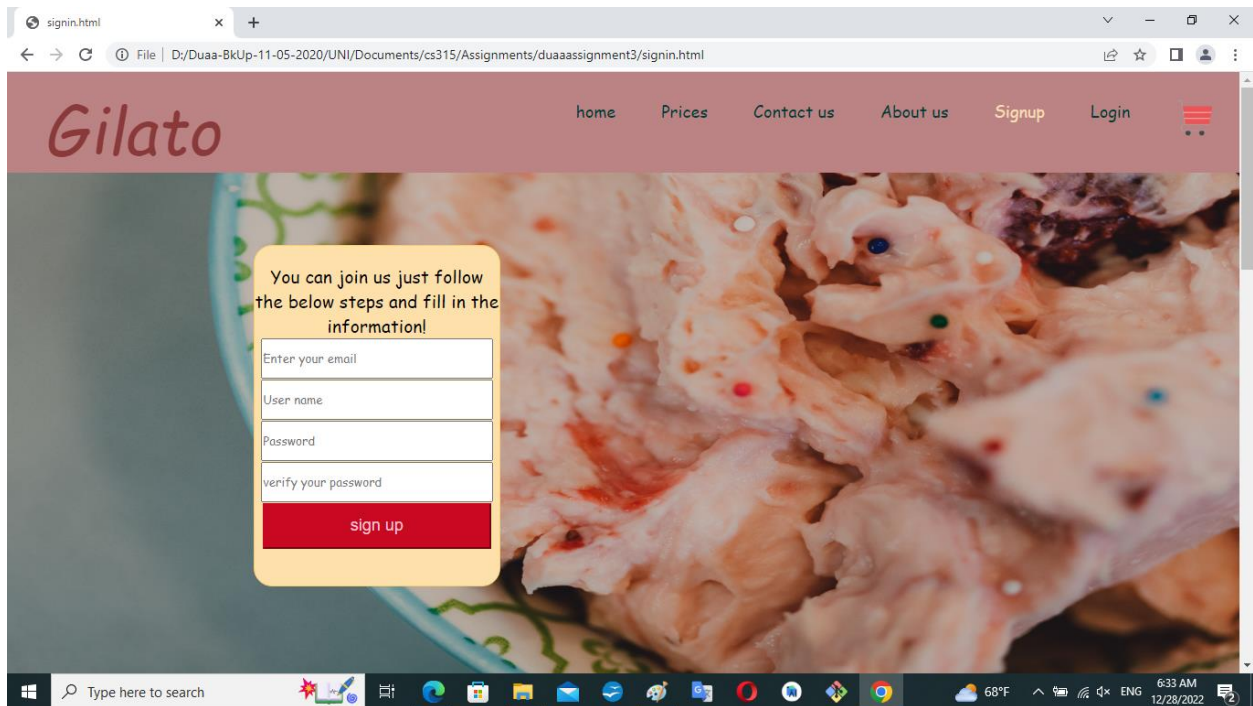 signin.html
File
D:/Duaa-BkUp-11-05-2020/UNI/Documents/cs315/Assignments/duaaassignment3/signin.html
Gilato
home Prices Contact us About us Signup Login
You can join us just follow
the below steps and fill in the
information!
Enter your email
User name
Password
verify your password
sign up
Type here to search
68°F
ENG
6:33 AM
12/28/2022
2